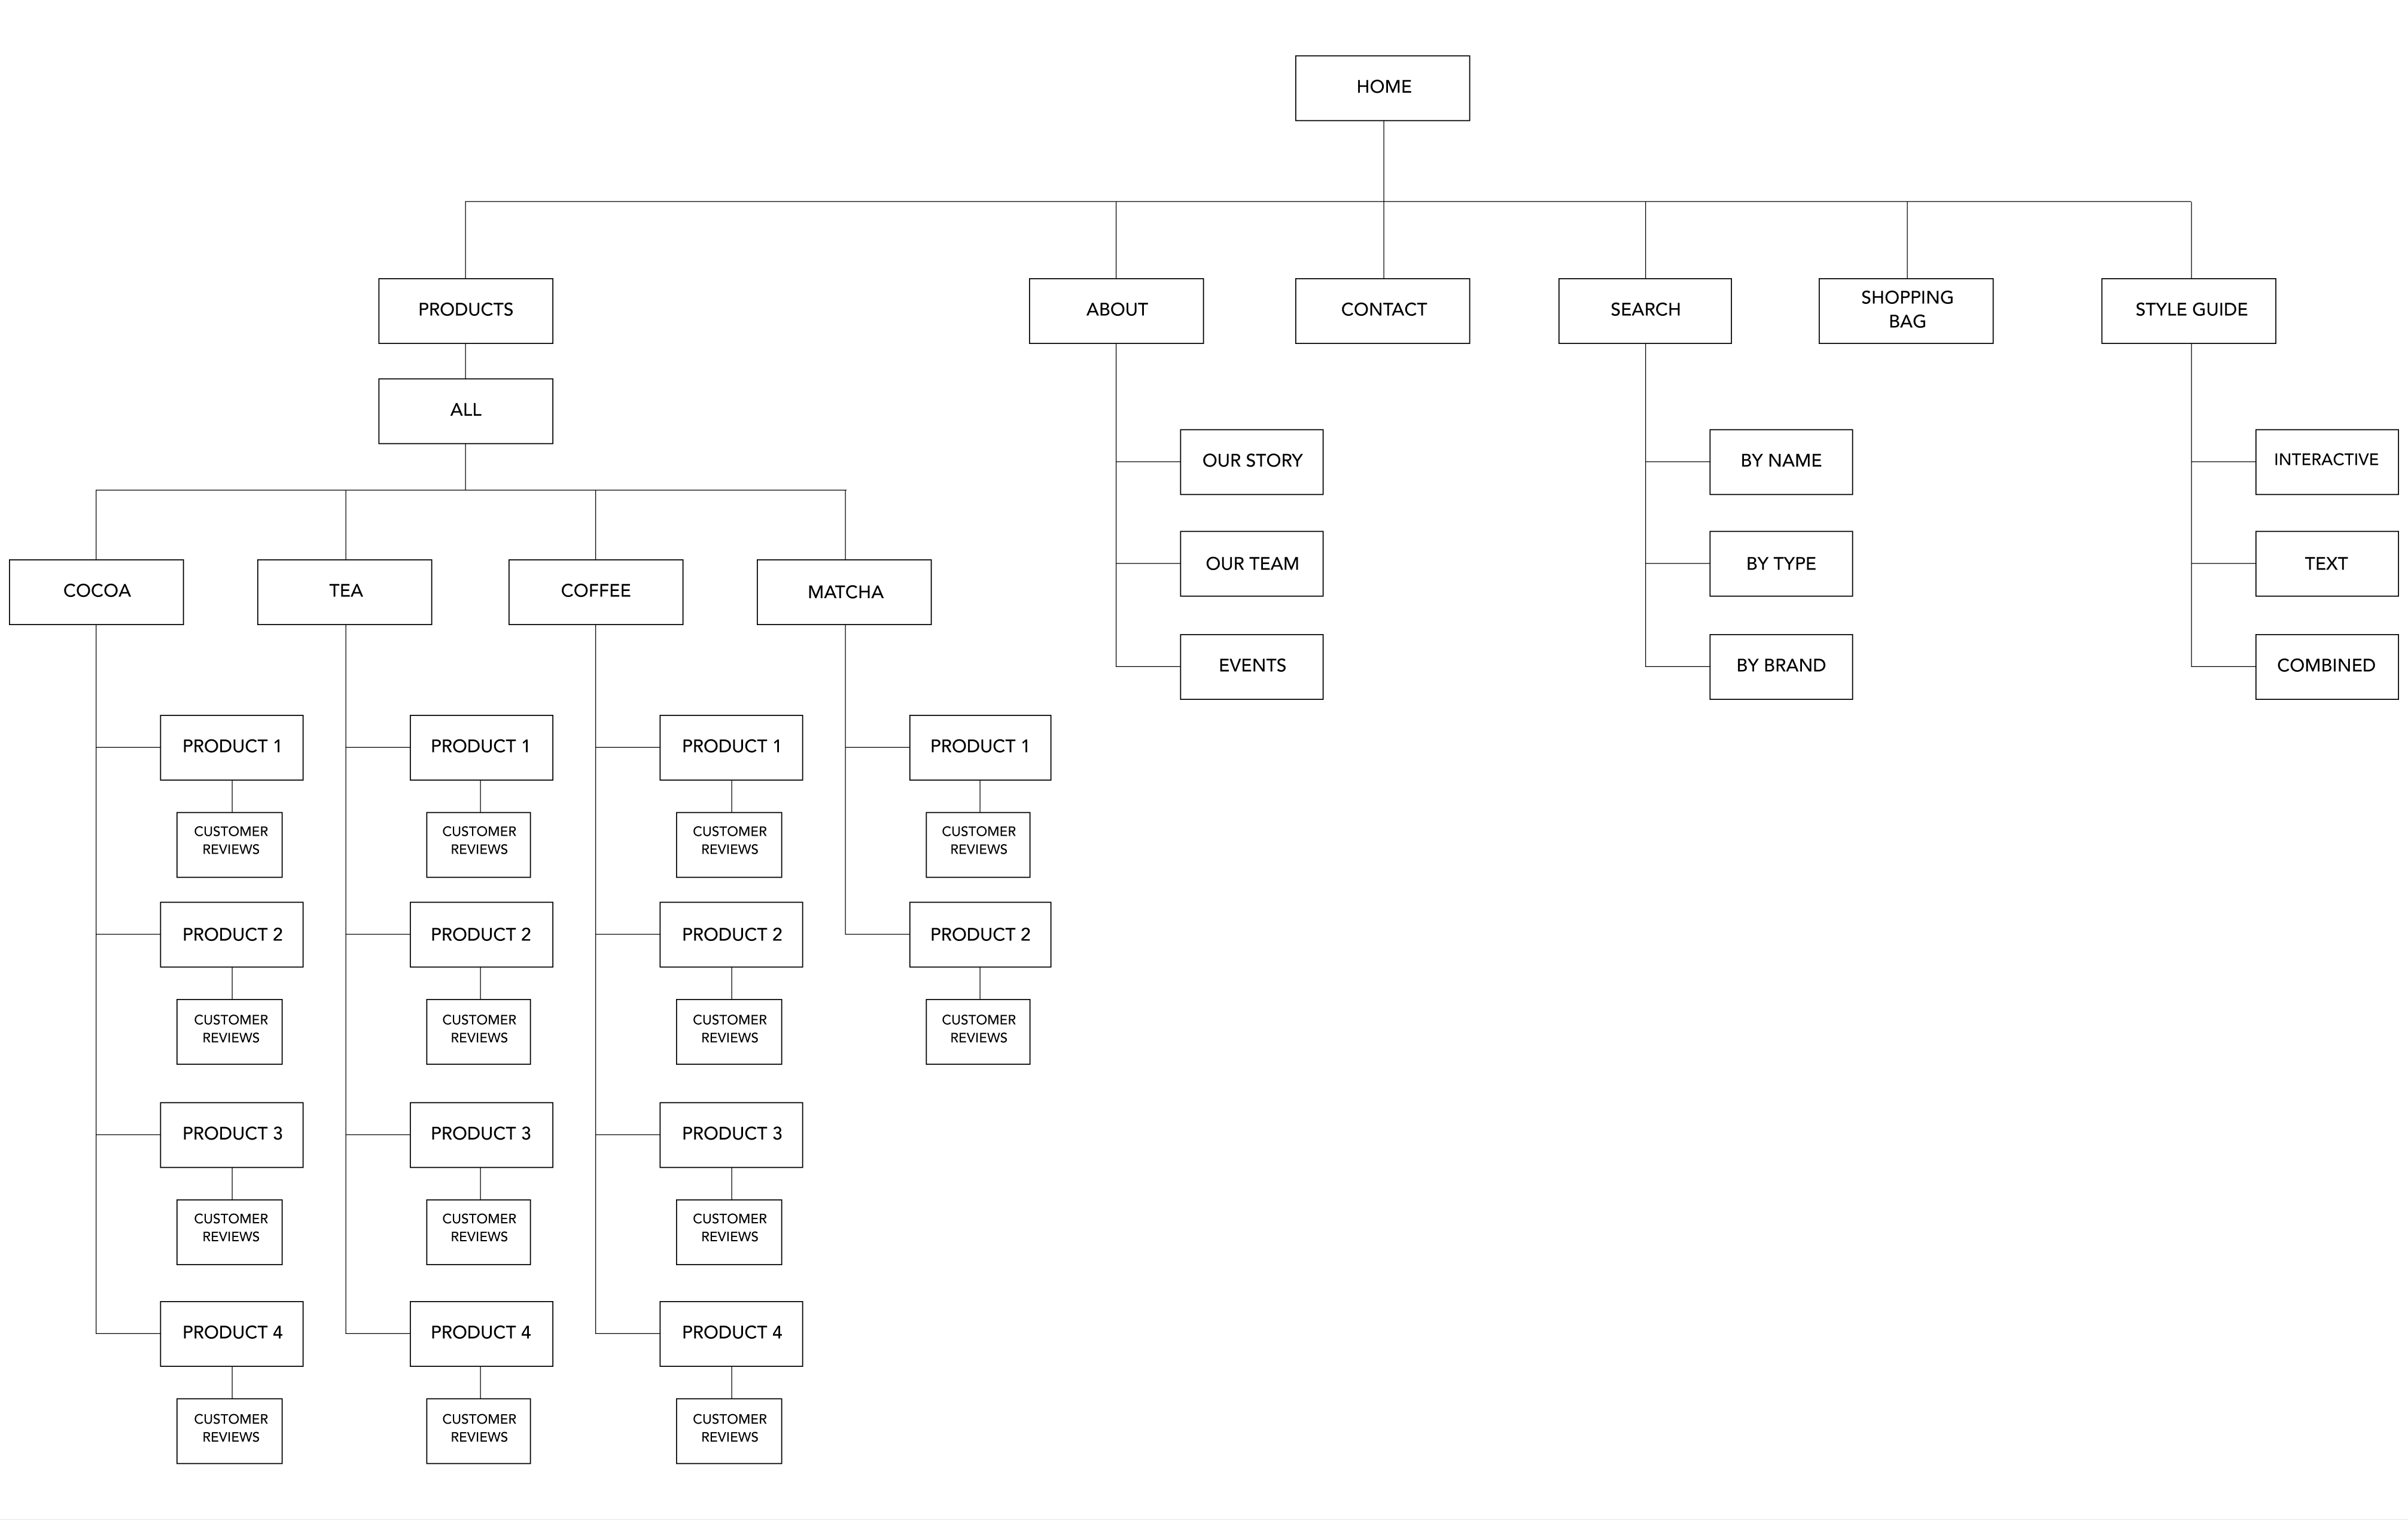 HOME
PRODUCTS
ABOUT
CONTACT
SEARCH
SHOPPING
BAG
STYLE GUIDE
ALL
OUR STORY
BY NAME
INTERACTIVE
OUR TEAM
BY TYPE
TEXT
COCOA
TEA
COFFEE
MATCHA
EVENTS
BY BRAND
COMBINED
PRODUCT 1
PRODUCT 1
PRODUCT 1
PRODUCT 1
CUSTOMER
REVIEWS
CUSTOMER
REVIEWS
CUSTOMER
REVIEWS
CUSTOMER
REVIEWS
PRODUCT 2
PRODUCT 2
PRODUCT 2
PRODUCT 2
CUSTOMER
REVIEWS
CUSTOMER
REVIEWS
CUSTOMER
REVIEWS
CUSTOMER
REVIEWS
PRODUCT 3
PRODUCT 3
PRODUCT 3
CUSTOMER
REVIEWS
CUSTOMER
REVIEWS
CUSTOMER
REVIEWS
PRODUCT 4
PRODUCT 4
PRODUCT 4
CUSTOMER
REVIEWS
CUSTOMER
REVIEWS
CUSTOMER
REVIEWS